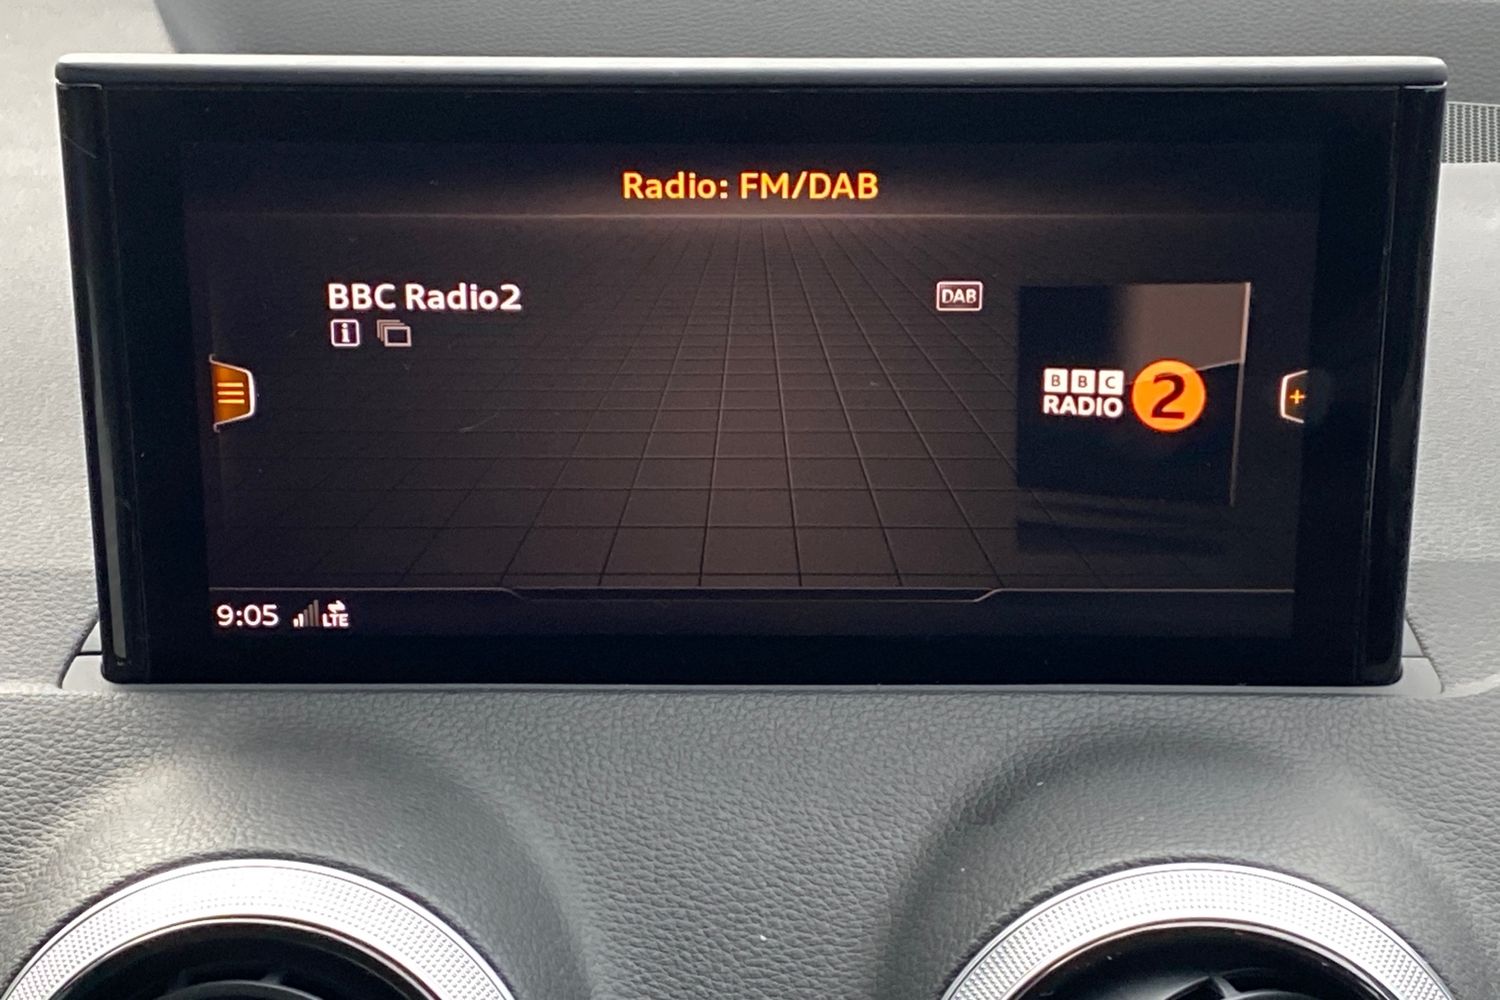 Radio: FM/DAB
BBC Radio2
DAB
i
BBC
RADIO 2
9:05 LTE